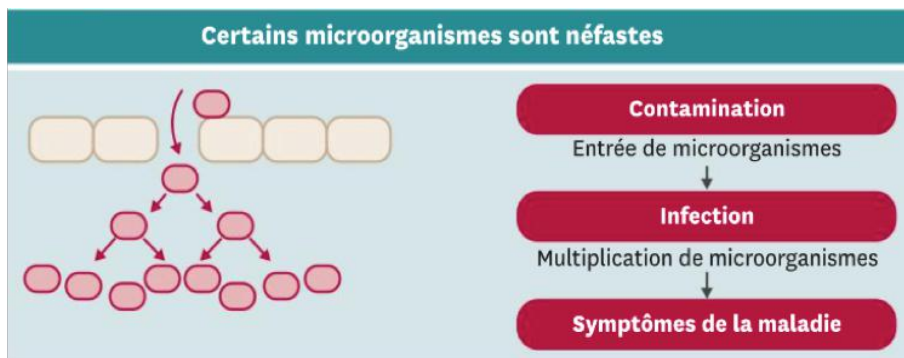 Certains microorganismes sont néfastes
Contamination
Entrée de microorganismes
Infection
Multiplication de microorganismes
Symptômes de la maladie